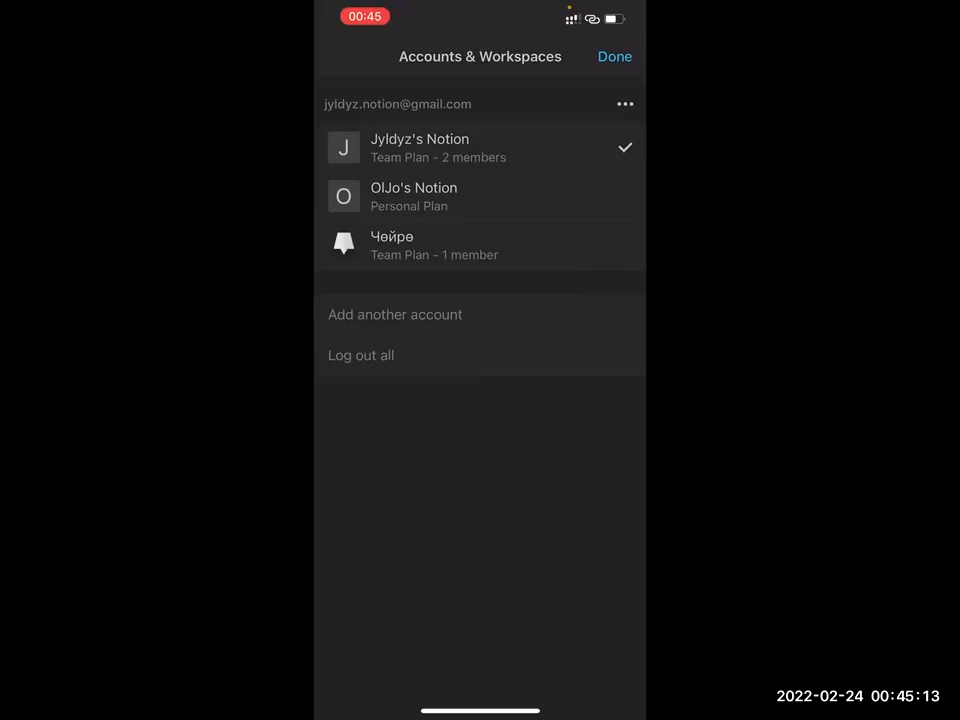 00:45
Accounts & Workspaces
Done
jyldyz.notion@gmail.com
J
Jyldyz's Notion
Team Plan - 2 members
O
OlJo's Notion
Personal Plan
Чөйрө
Team Plan - 1 member
Add another account
Log out all
2022-02-24 00:45:13